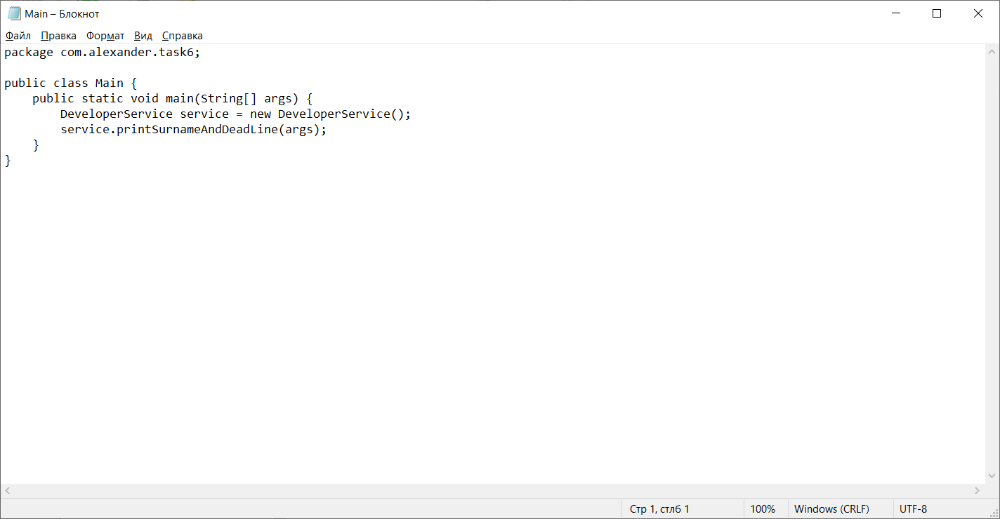 Main – Блокнот
Файл Правка Формат Вид Справка
package com.alexander.task6;

public class Main {
    public static void main(String[] args) {
        DeveloperService service = new DeveloperService();
        service.printSurnameAndDeadLine(args);
    }
}
Стр 1, стлб 1 100% Windows (CRLF) UTF-8